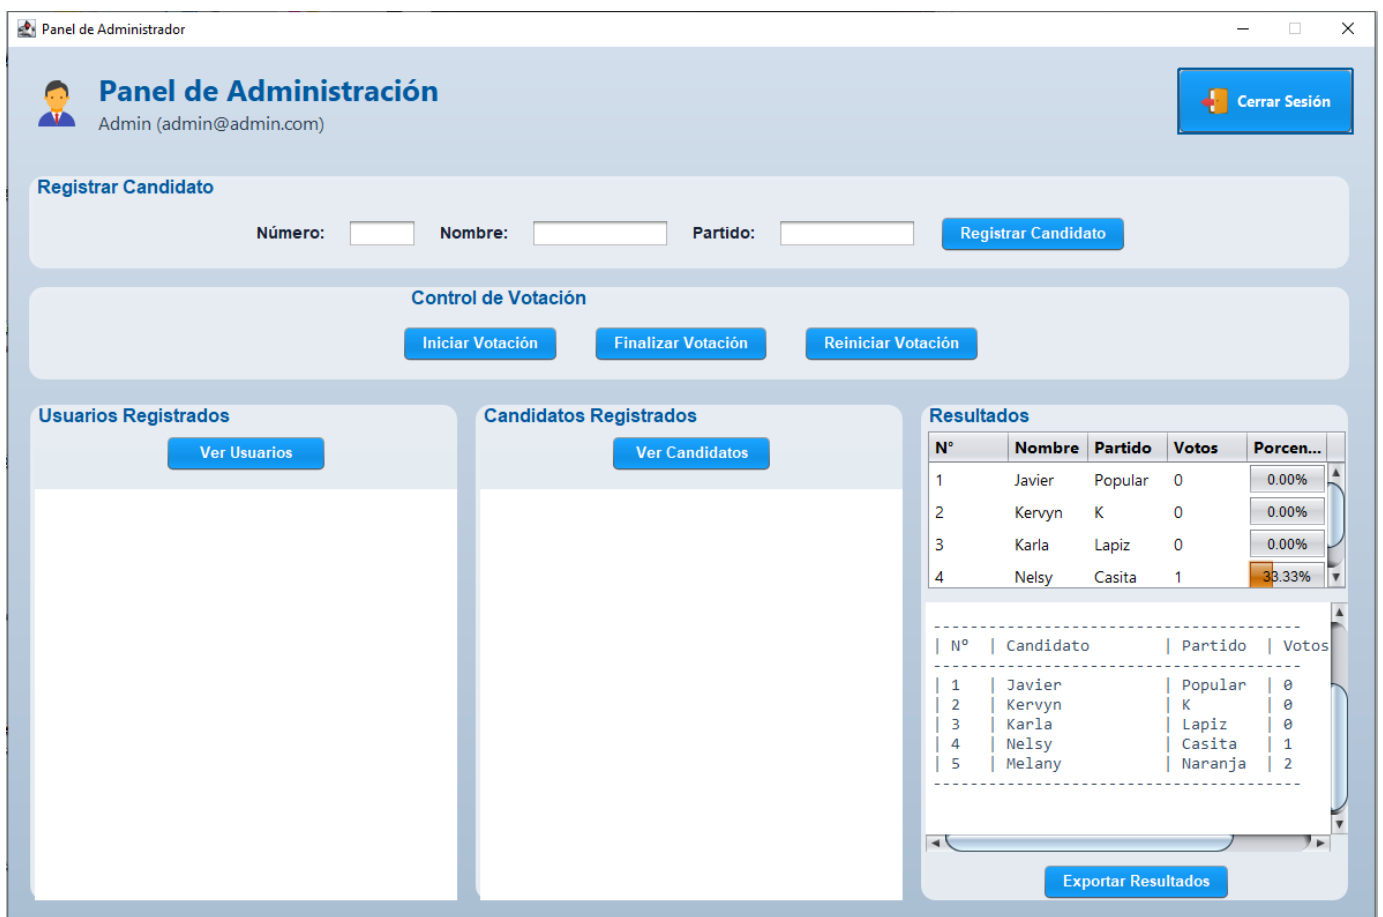 Panel de Administrador
Panel de Administración
Admin (admin@admin.com)
Cerrar Sesión
Registrar Candidato
Número:
Nombre:
Partido:
Registrar Candidato
Control de Votación
Iniciar Votación
Finalizar Votación
Reiniciar Votación
Usuarios Registrados
Ver Usuarios
Candidatos Registrados
Ver Candidatos
Resultados
N° Nombre Partido Votos Porcen...
1 Javier Popular 0 0.00%
2 Kervyn K 0 0.00%
3 Karla Lapiz 0 0.00%
4 Nelsy Casita 1 33.33%
----------------------------------------
| Nº | Candidato | Partido | Votos
----------------------------------------
| 1 | Javier | Popular | 0
| 2 | Kervyn | K | 0
| 3 | Karla | Lapiz | 0
| 4 | Nelsy | Casita | 1
| 5 | Melany | Naranja | 2
----------------------------------------
Exportar Resultados